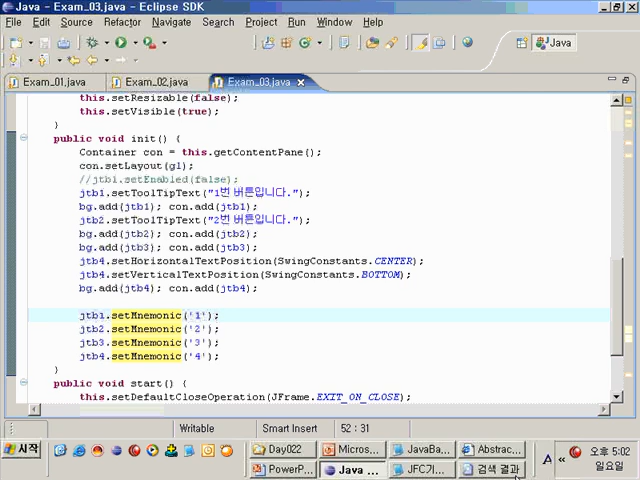 Java - Exam_03.java - Eclipse SDK
File Edit Source Refactor Navigate Search Project Run Window Help
Java
Exam_01.java Exam_02.java Exam_03.java
this.setResizable(false);
this.setVisible(true);
}
public void init() {
Container con = this.getContentPane();
con.setLayout(gl);
//jtb1.setEnabled(false);
jtb1.setToolTipText("1번 버튼입니다.");
bg.add(jtb1); con.add(jtb1);
jtb2.setToolTipText("2번 버튼입니다.");
bg.add(jtb2); con.add(jtb2);
bg.add(jtb3); con.add(jtb3);
jtb4.setHorizontalTextPosition(SwingConstants.CENTER);
jtb4.setVerticalTextPosition(SwingConstants.BOTTOM);
bg.add(jtb4); con.add(jtb4);
jtb1.setMnemonic('1');
jtb2.setMnemonic('2');
jtb3.setMnemonic('3');
jtb4.setMnemonic('4');
}
public void start() {
this.setDefaultCloseOperation(JFrame.EXIT_ON_CLOSE);
Writable Smart Insert 52 : 31
시작 Day022 Micros... JavaBa... Abstrac... A « 오후 5:02
PowerP... Java ... JFC기... 검색 결과 일요일